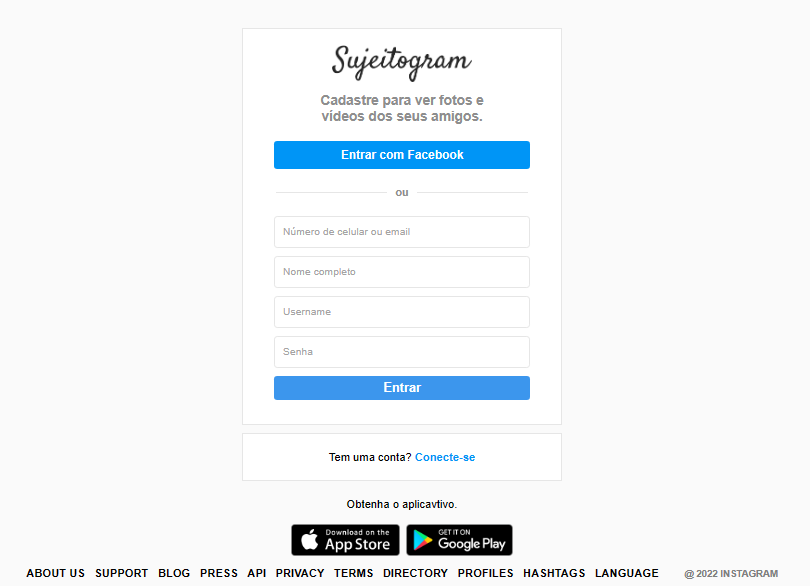 Sujeitogram
Cadastre para ver fotos e
vídeos dos seus amigos.
Entrar com Facebook
ou
Número de celular ou email
Nome completo
Username
Senha
Entrar
Tem uma conta? Conecte-se
Obtenha o aplicavtivo.
Download on the
App Store
GET IT ON
Google Play
ABOUT US SUPPORT BLOG PRESS API PRIVACY TERMS DIRECTORY PROFILES HASHTAGS LANGUAGE @ 2022 INSTAGRAM